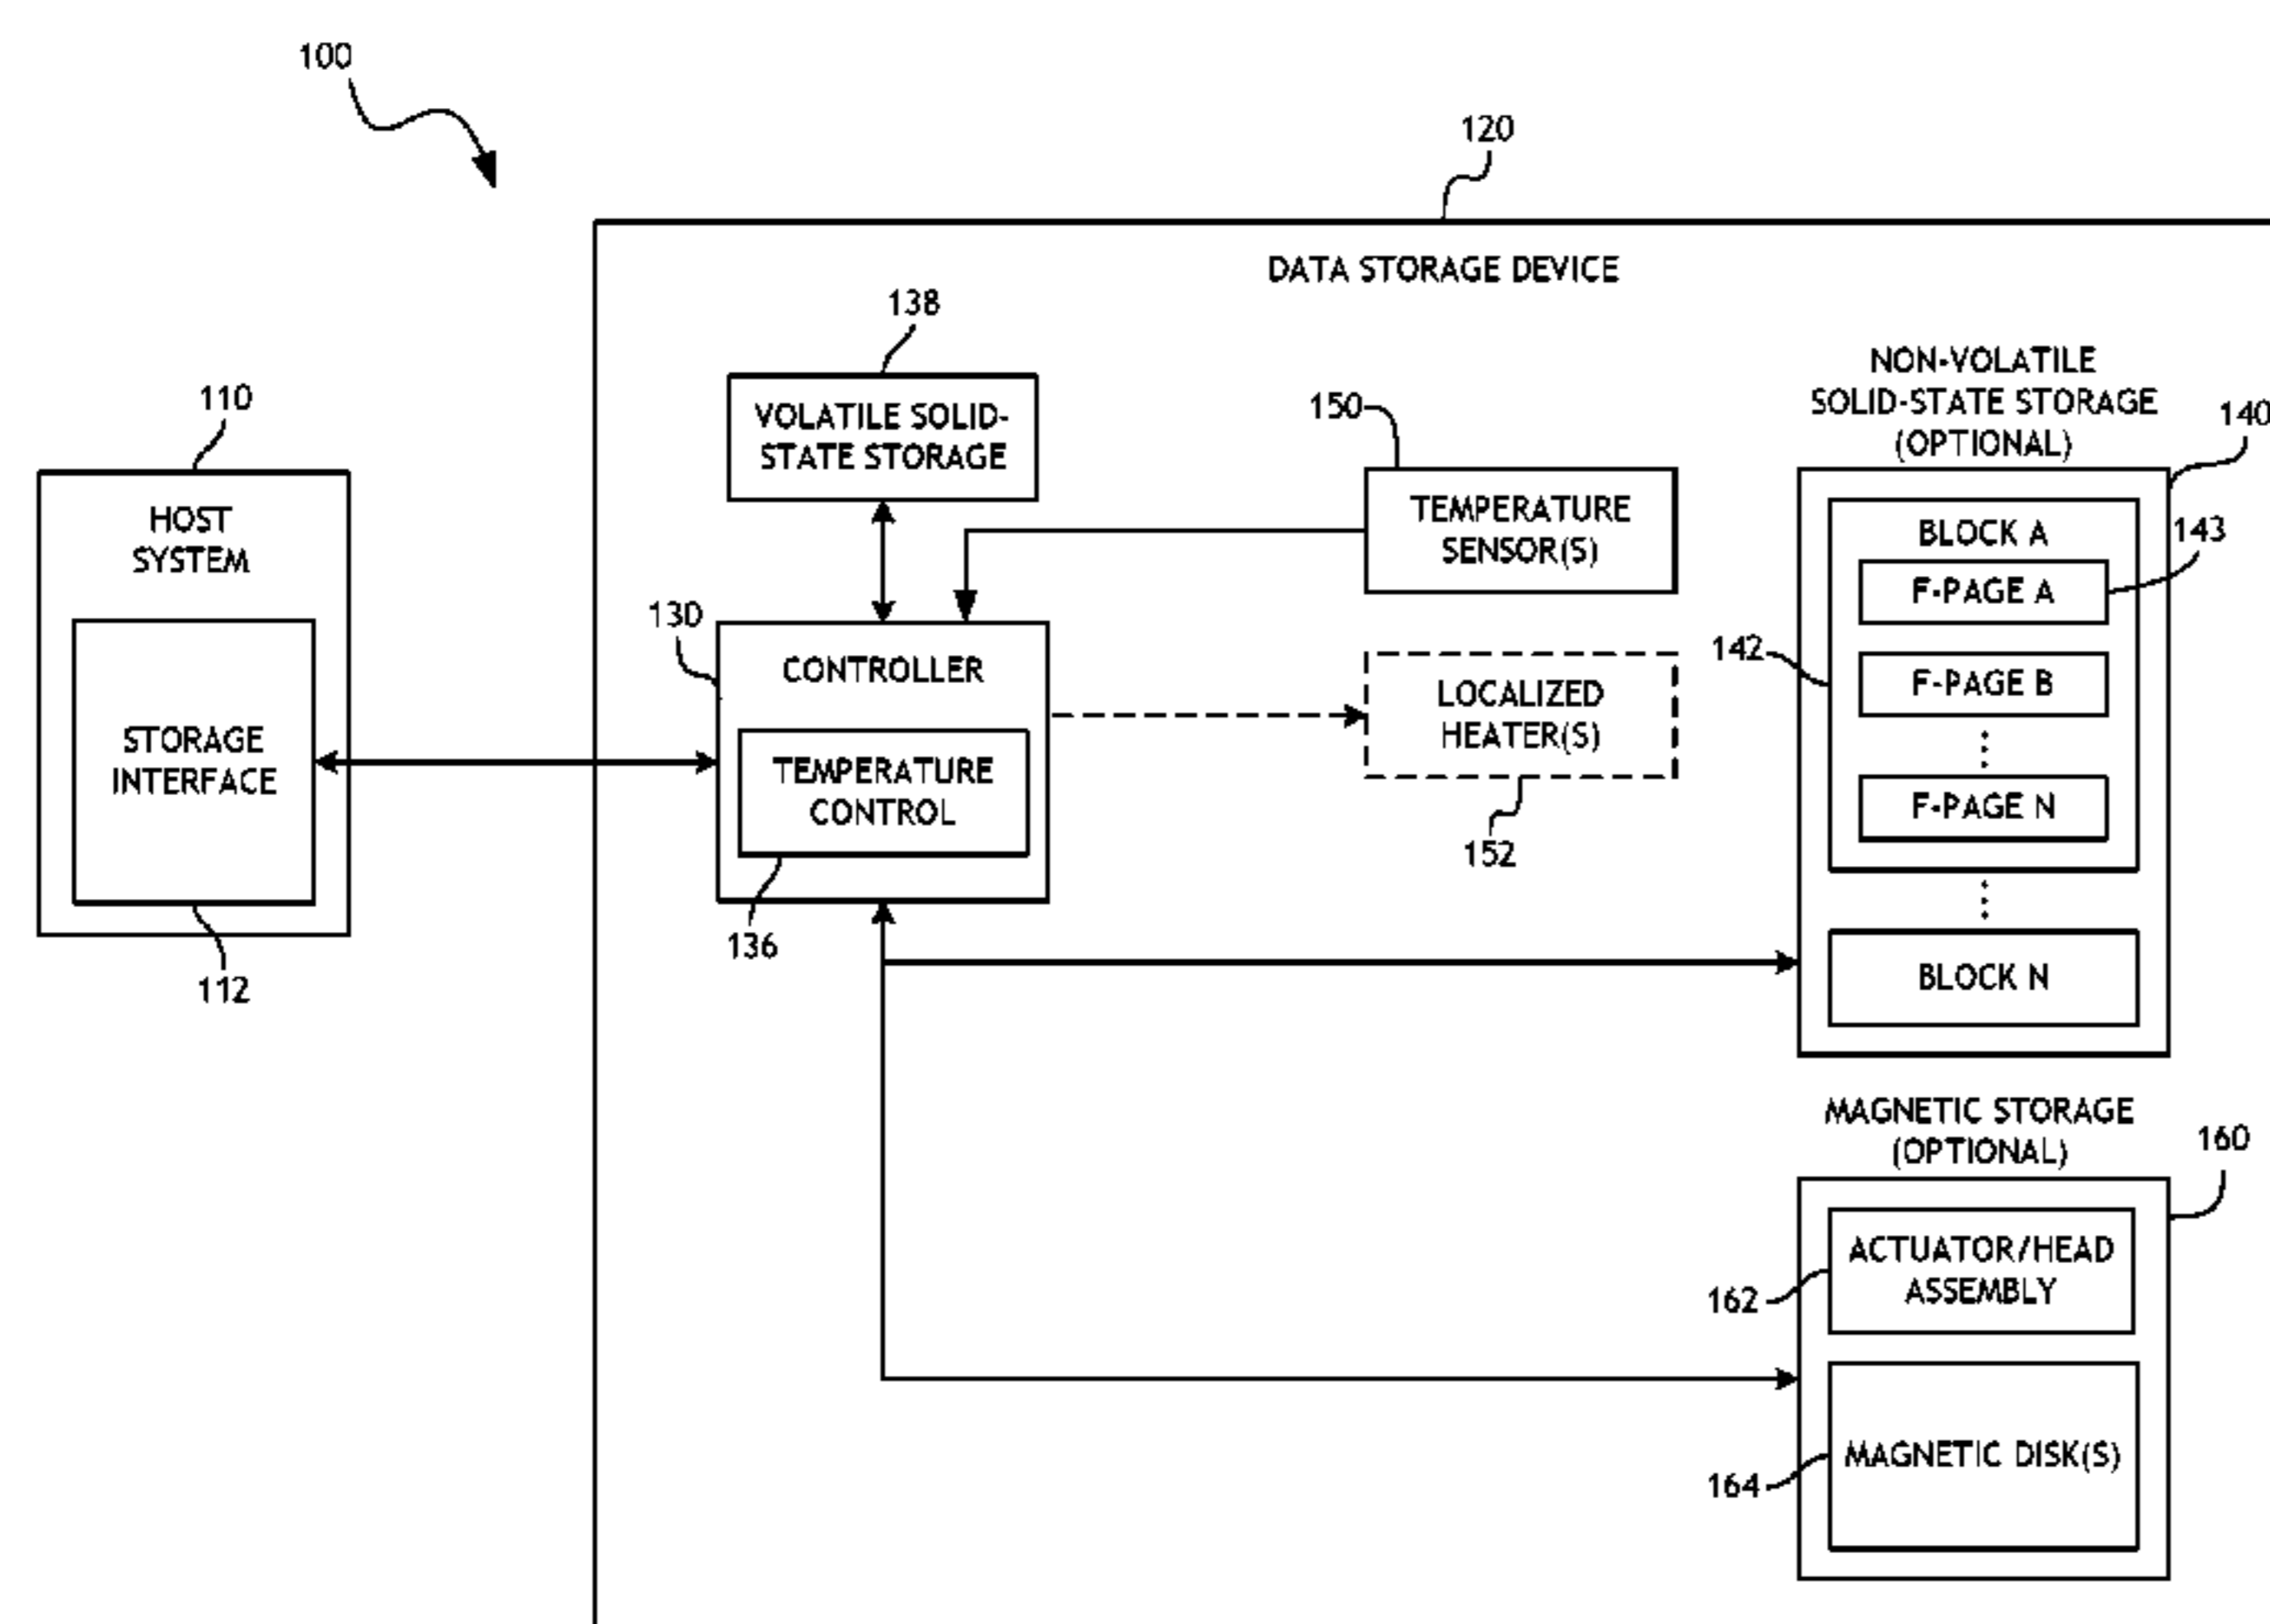 100
120
DATA STORAGE DEVICE
138
VOLATILE SOLID-
STATE STORAGE
110
HOST
SYSTEM
STORAGE
INTERFACE
112
130
CONTROLLER
TEMPERATURE
CONTROL
136
150
TEMPERATURE
SENSOR(S)
LOCALIZED
HEATER(S)
152
NON-VOLATILE
SOLID-STATE STORAGE
(OPTIONAL)
140
BLOCK A
143
F-PAGE A
142
F-PAGE B
F-PAGE N
BLOCK N
MAGNETIC STORAGE
(OPTIONAL)
160
ACTUATOR/HEAD
ASSEMBLY
162
MAGNETIC DISK(S)
164